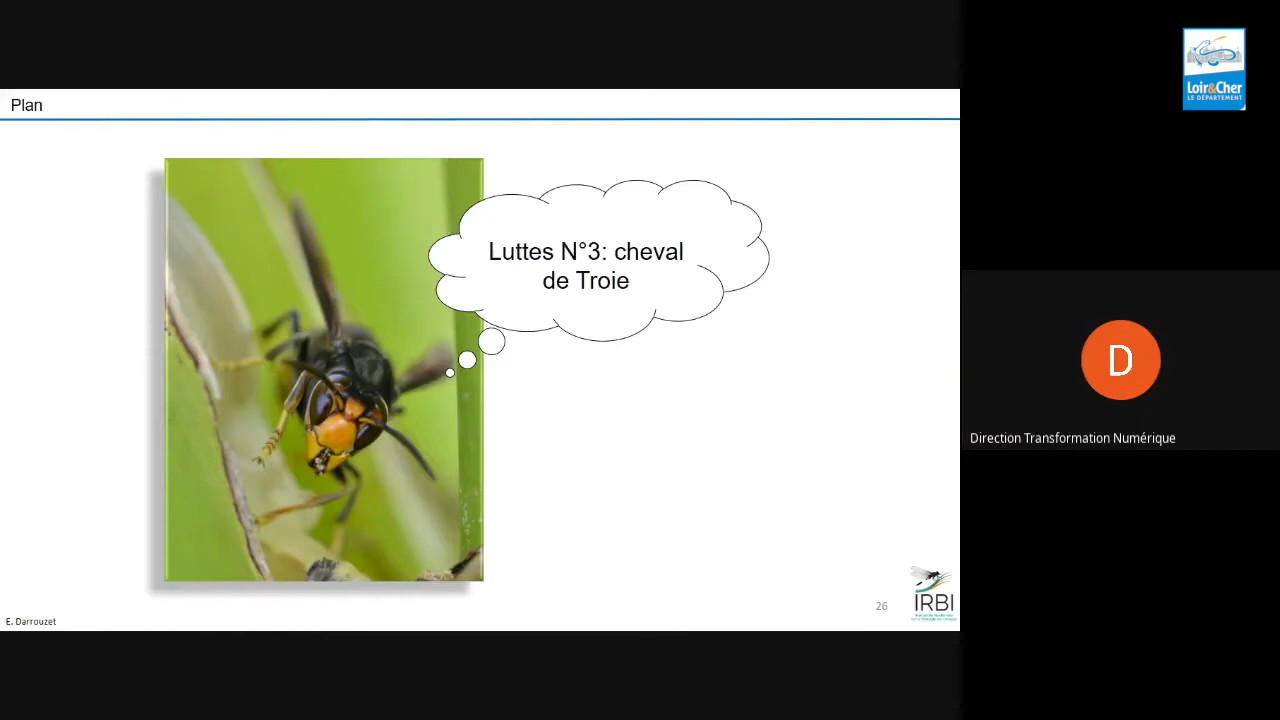 Plan
Luttes N°3: cheval
de Troie
Loir&Cher
LE DÉPARTEMENT
D
Direction Transformation Numérique
26
IRBI
E. Darrouzet